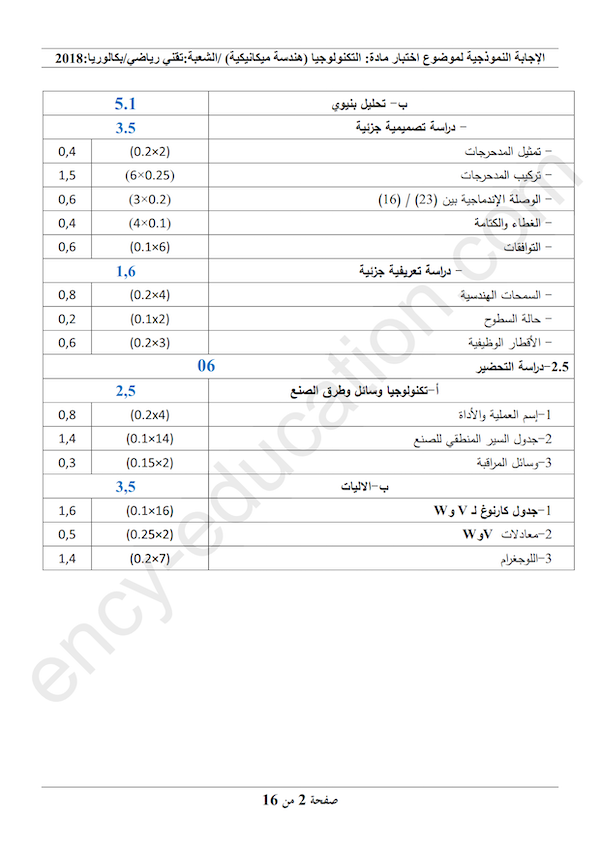 الإجابة النموذجية لموضوع اختبار مادة: التكنولوجيا (هندسة ميكانيكية) /الشعبة:تقني رياضي/بكالوريا:2018
ب- تحليل بنيوي 5.1
- دراسة تصميمية جزئية 3.5
- تمثيل المدحرجات (0.2×2) 0,4
- تركيب المدحرجات (6×0.25) 1,5
- الوصلة الإندماجية بين (23) / (16) (3×0.2) 0,6
- الغطاء والكتامة (4×0.1) 0,4
- التوافقات (0.1×6) 0,6
- دراسة تعريفية جزئية 1,6
- السمحات الهندسية (0.2×4) 0,8
- حالة السطوح (0.1x2) 0,2
- الأقطار الوظيفية (0.2×3) 0,6
2.5-دراسة التحضير 06
أ-تكنولوجيا وسائل وطرق الصنع 2,5
1-إسم العملية والأداة (0.2x4) 0,8
2-جدول السير المنطقي للصنع (0.1×14) 1,4
3-وسائل المراقبة (0.15×2) 0,3
ب-الاليات 3,5
1-جدول كارنوغ لـ V وW (0.1×16) 1,6
2-معادلات VوW (0.25×2) 0,5
3-اللوجغرام (0.2×7) 1,4
ency-education.com
صفحة 2 من 16